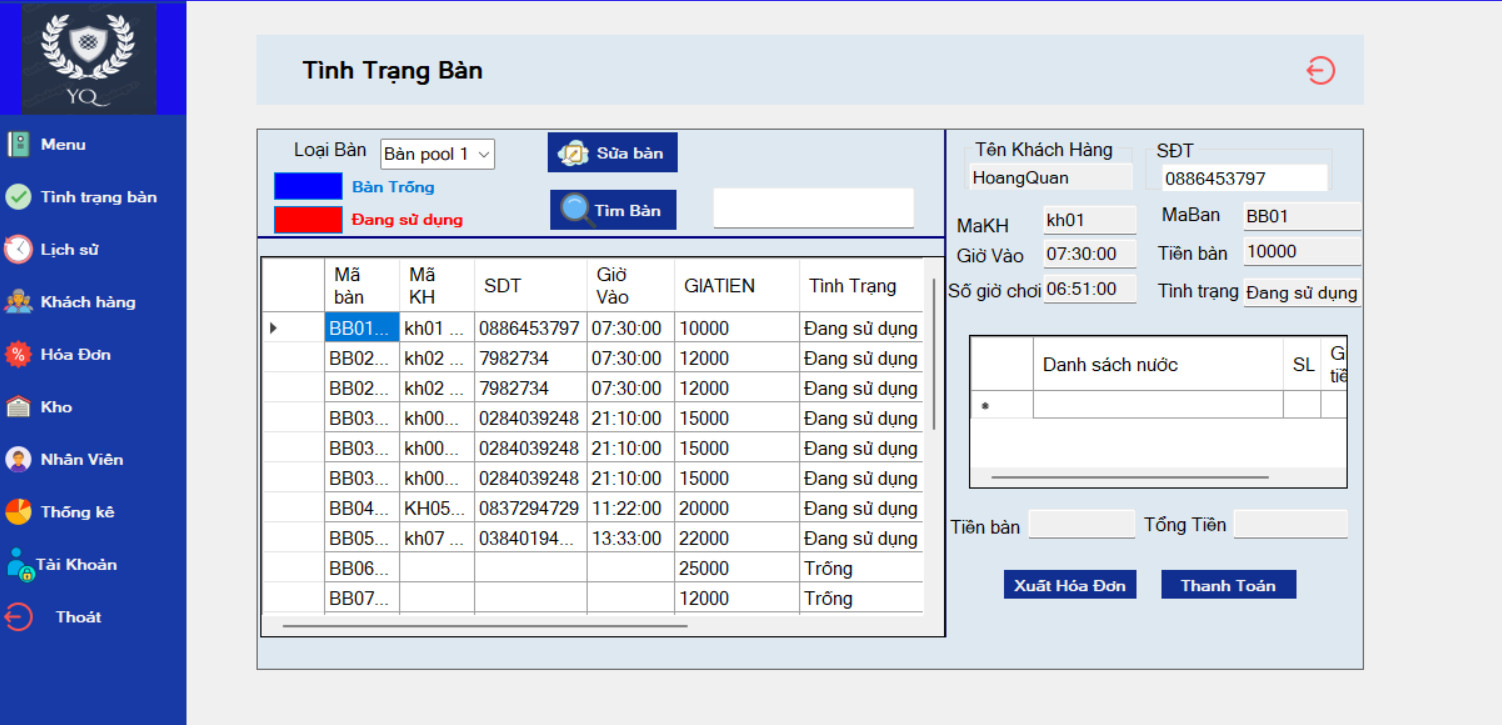 YQ
Menu
Tình trạng bàn
Lịch sử
Khách hàng
Hóa Đơn
Kho
Nhân Viên
Thống kê
Tài Khoản
Thoát
Tình Trạng Bàn
Loại Bàn Bàn pool 1 Sửa bàn
Bàn Trống
Đang sử dụng Tìm Bàn
Mã bàn Mã KH SDT Giờ Vào GIATIEN Tình Trạng
BB01... kh01 ... 0886453797 07:30:00 10000 Đang sử dụng
BB02... kh02 ... 7982734 07:30:00 12000 Đang sử dụng
BB02... kh02 ... 7982734 07:30:00 12000 Đang sử dụng
BB03... kh00... 0284039248 21:10:00 15000 Đang sử dụng
BB03... kh00... 0284039248 21:10:00 15000 Đang sử dụng
BB03... kh00... 0284039248 21:10:00 15000 Đang sử dụng
BB04... KH05... 0837294729 11:22:00 20000 Đang sử dụng
BB05... kh07 ... 03840194... 13:33:00 22000 Đang sử dụng
BB06... 25000 Trống
BB07... 12000 Trống
Tên Khách Hàng SĐT
HoangQuan 0886453797
MaKH kh01 MaBan BB01
Giờ Vào 07:30:00 Tiền bàn 10000
Số giờ chơi 06:51:00 Tình trạng Đang sử dụng
Danh sách nước SL
Tiền bàn Tổng Tiền
Xuất Hóa Đơn Thanh Toán